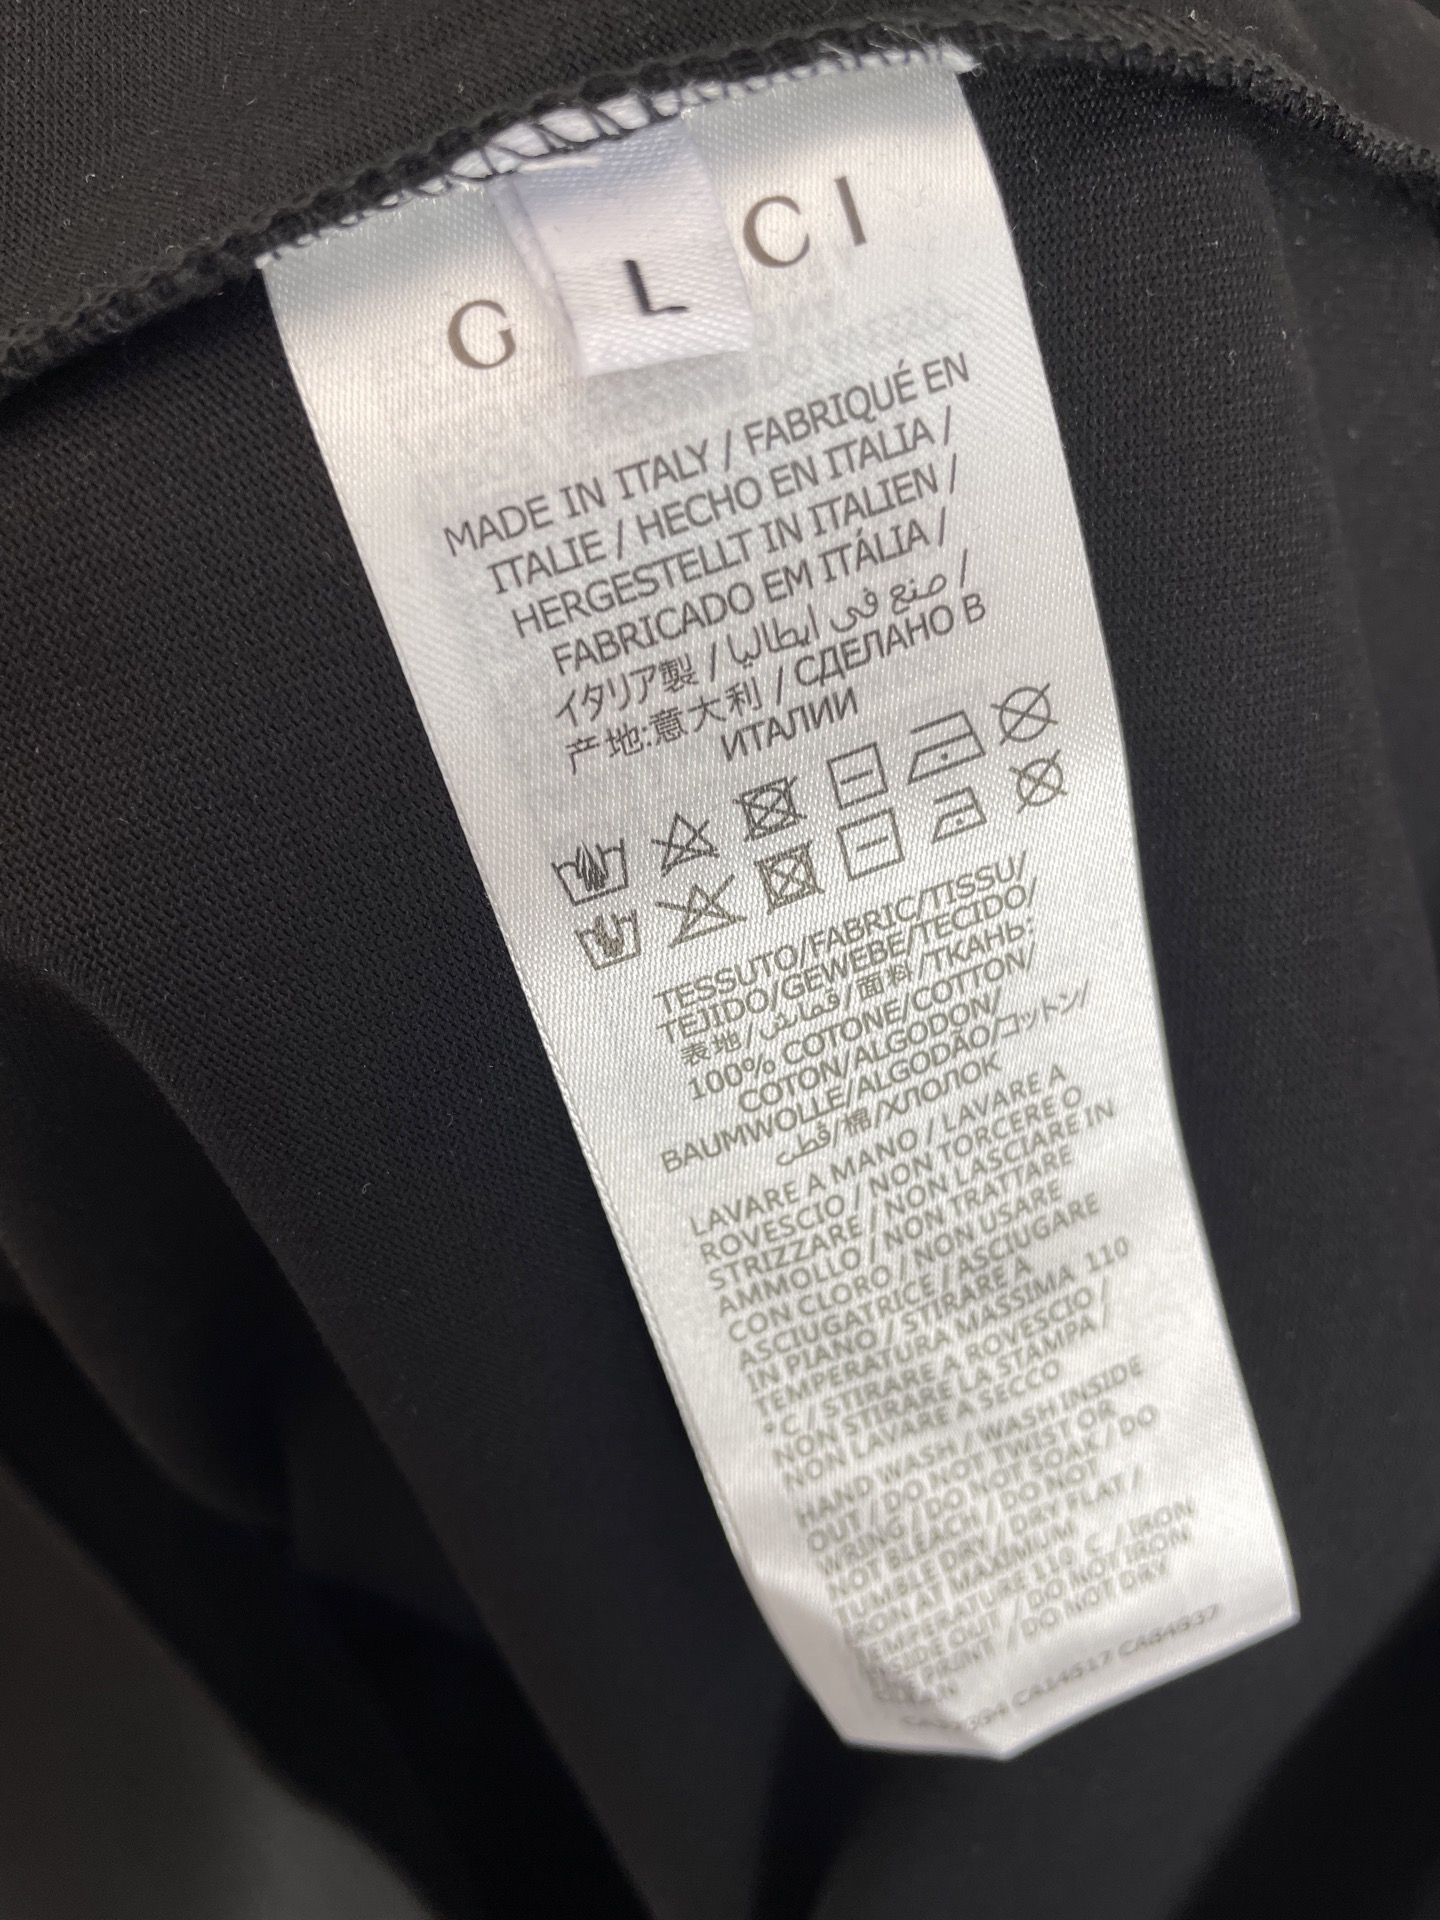 G CI
L
MADE IN ITALY / FABRIQUÉ EN
ITALIE / HECHO EN ITALIA /
HERGESTELLT IN ITALIEN /
FABRICADO EM ITÁLIA /
イタリア製 / صنع في ايطاليا /
产地:意大利 / СДЕЛАНО В
ИТАЛИИ
TESSUTO/FABRIC/TISSU/
TEJIDO/GEWEBE/TECIDO/
表地/قماش/面料/ТКАНЬ:
100% COTONE/COTTON/
COTON/ALGODON/
BAUMWOLLE/ALGODÃO/コットン/
قطن/棉/ХЛОПОК
LAVARE A MANO / LAVARE A
ROVESCIO / NON TORCERE O
STRIZZARE / NON LASCIARE IN
AMMOLLO / NON TRATTARE
CON CLORO / NON USARE
ASCIUGATRICE / ASCIUGARE
IN PIANO / STIRARE A
TEMPERATURA MASSIMA 110
°C / STIRARE A ROVESCIO /
NON STIRARE LA STAMPA /
NON LAVARE A SECCO
HAND WASH / WASH INSIDE
OUT / DO NOT TWIST OR
WRING / DO NOT SOAK / DO
NOT BLEACH / DO NOT
TUMBLE DRY / DRY FLAT /
IRON AT MAXIMUM
TEMPERATURE 110 C / IRON
SIDE OUT / DO NOT IRON
PRINT / DO NOT DRY